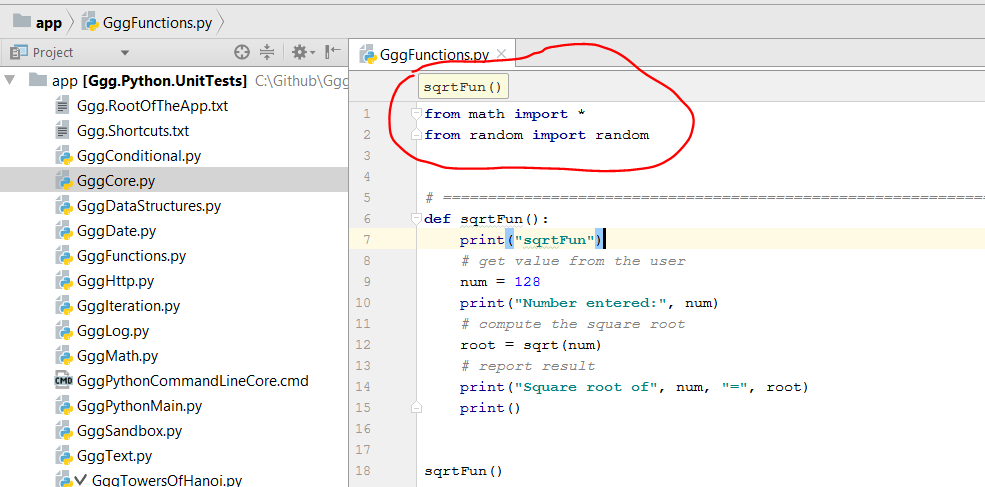 app GggFunctions.py
Project
GggFunctions.py
app [Ggg.Python.UnitTests] C:\Github\Ggg
Ggg.RootOfTheApp.txt
Ggg.Shortcuts.txt
GggConditional.py
GggCore.py
GggDataStructures.py
GggDate.py
GggFunctions.py
GggHttp.py
GggIteration.py
GggLog.py
GggMath.py
CMD GggPythonCommandLineCore.cmd
GggPythonMain.py
GggSandbox.py
GggText.py
GggTowersOfHanoi.py
sqrtFun()
1 from math import *
2 from random import random
3
4
5 # ==================================================================
6 def sqrtFun():
7 print("sqrtFun")
8 # get value from the user
9 num = 128
10 print("Number entered:", num)
11 # compute the square root
12 root = sqrt(num)
13 # report result
14 print("Square root of", num, "=", root)
15 print()
16
17
18 sqrtFun()